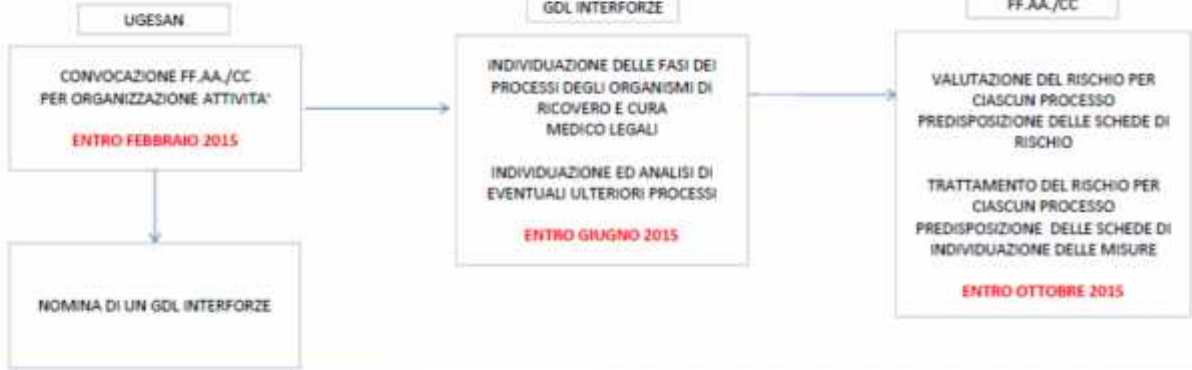 UGESAN
CONVOCAZIONE FF.AA./CC
PER ORGANIZZAZIONE ATTIVITA'
ENTRO FEBBRAIO 2015
NOMINA DI UN GDL INTERFORZE
GDL INTERFORZE
INDIVIDUAZIONE DELLE FASI DEI
PROCESSI DEGLI ORGANISMI DI
RICOVERO E CURA
MEDICO LEGALI
INDIVIDUAZIONE ED ANALISI DI
EVENTUALI ULTERIORI PROCESSI
ENTRO GIUGNO 2015
FF.AA./CC
VALUTAZIONE DEL RISCHIO PER
CIASCUN PROCESSO
PREDISPOSIZIONE DELLE SCHEDE DI
RISCHIO
TRATTAMENTO DEL RISCHIO PER
CIASCUN PROCESSO
PREDISPOSIZIONE DELLE SCHEDE DI
INDIVIDUAZIONE DELLE MISURE
ENTRO OTTOBRE 2015